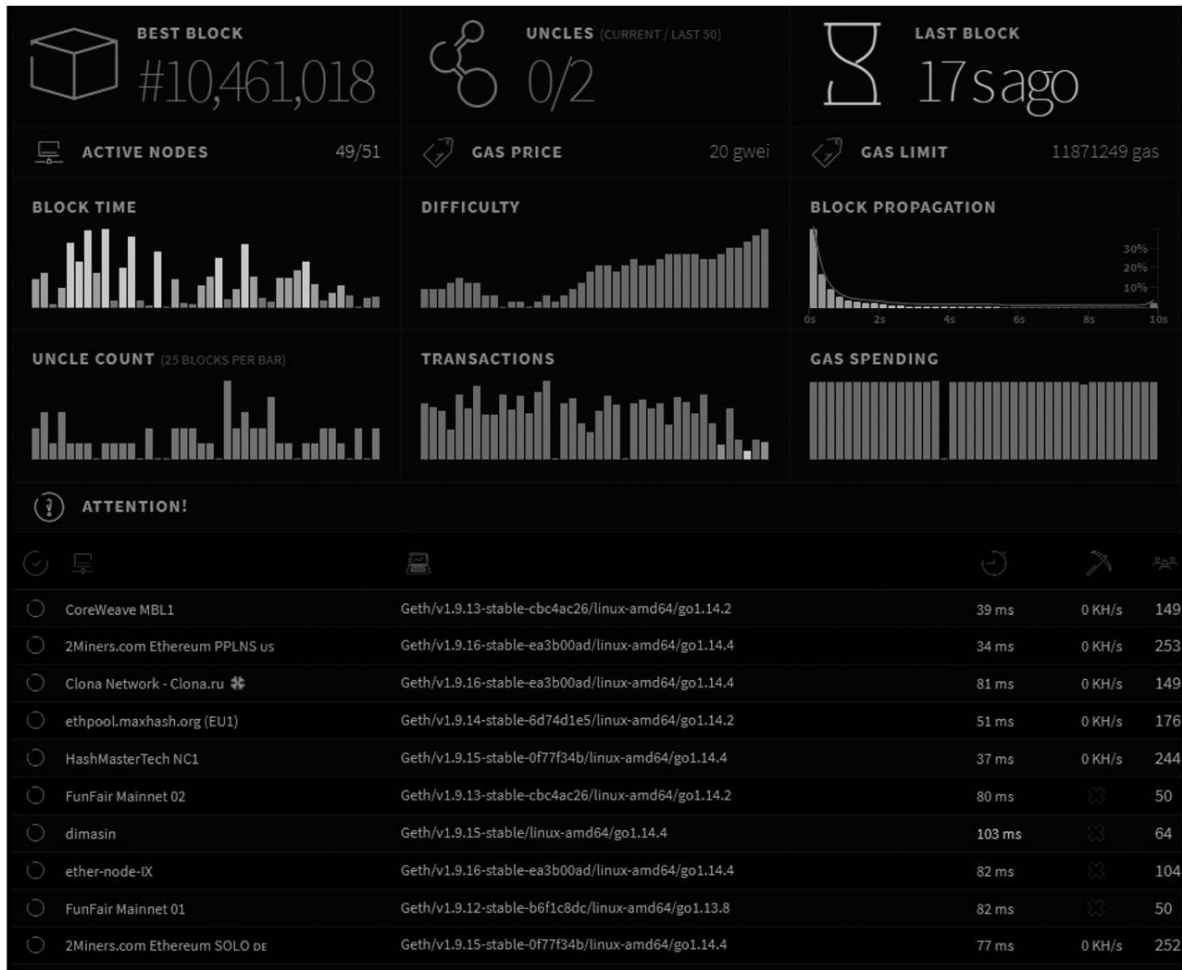 BEST BLOCK
#10,461,018
UNCLES (CURRENT / LAST 50)
0/2
LAST BLOCK
17 s ago
ACTIVE NODES 49/51
GAS PRICE 20 gwei
GAS LIMIT 11871249 gas
BLOCK TIME
DIFFICULTY
BLOCK PROPAGATION
30%
20%
10%
0s 2s 4s 6s 8s 10s
UNCLE COUNT (25 BLOCKS PER BAR)
TRANSACTIONS
GAS SPENDING
ATTENTION!
CoreWeave MBL1 Geth/v1.9.13-stable-cbc4ac26/linux-amd64/go1.14.2 39 ms 0 KH/s 149
2Miners.com Ethereum PPLNS US Geth/v1.9.16-stable-ea3b00ad/linux-amd64/go1.14.4 34 ms 0 KH/s 253
Clona Network - Clona.ru Geth/v1.9.16-stable-ea3b00ad/linux-amd64/go1.14.4 81 ms 0 KH/s 149
ethpool.maxhash.org (EU1) Geth/v1.9.14-stable-6d74d1e5/linux-amd64/go1.14.2 51 ms 0 KH/s 176
HashMasterTech NC1 Geth/v1.9.15-stable-0f77f34b/linux-amd64/go1.14.4 37 ms 0 KH/s 244
FunFair Mainnet 02 Geth/v1.9.13-stable-cbc4ac26/linux-amd64/go1.14.2 80 ms 50
dimasin Geth/v1.9.15-stable/linux-amd64/go1.14.4 103 ms 64
ether-node-IX Geth/v1.9.16-stable-ea3b00ad/linux-amd64/go1.14.4 82 ms 104
FunFair Mainnet 01 Geth/v1.9.12-stable-b6f1c8dc/linux-amd64/go1.13.8 82 ms 50
2Miners.com Ethereum SOLO DE Geth/v1.9.15-stable-0f77f34b/linux-amd64/go1.14.4 77 ms 0 KH/s 252